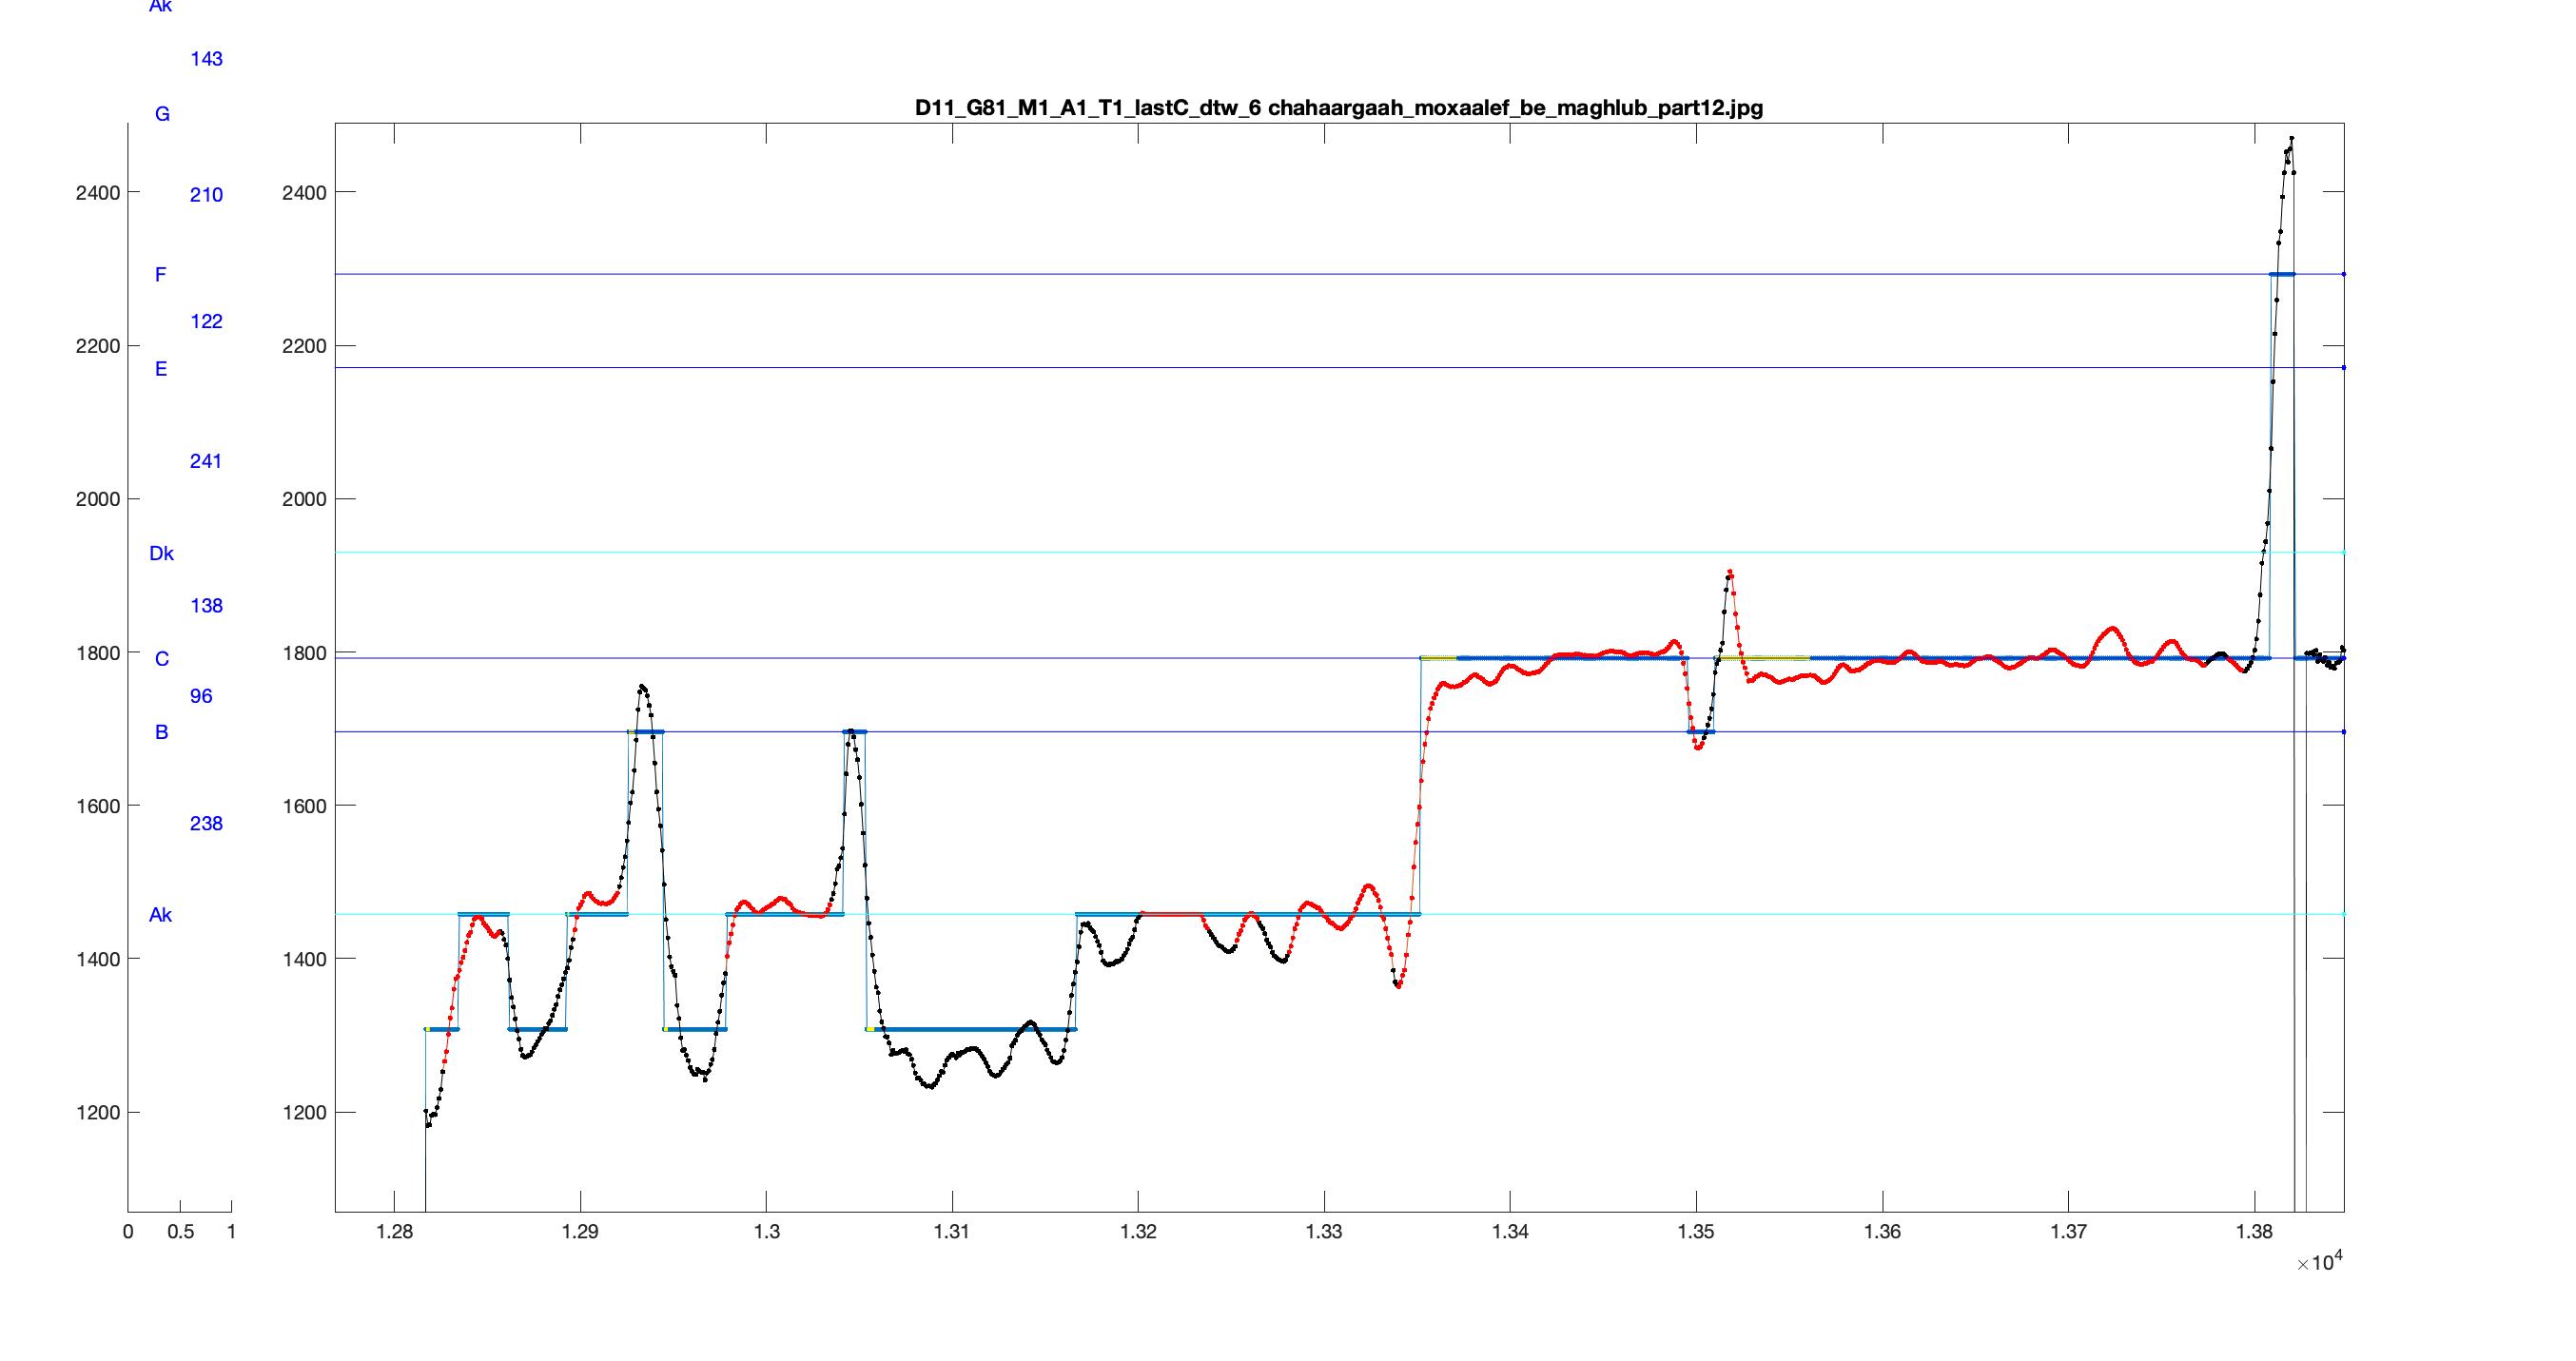 Ak
143
G
D11_G81_M1_A1_T1_lastC_dtw_6 chahaargaah_moxaalef_be_maghlub_part12.jpg
2400 210 2400
F
122
2200 2200
E
241
2000 2000
Dk
138
1800 C 1800
96
B
1600 238 1600
Ak
1400 1400
1200 1200
0 0.5 1 1.28 1.29 1.3 1.31 1.32 1.33 1.34 1.35 1.36 1.37 1.38
×10⁴